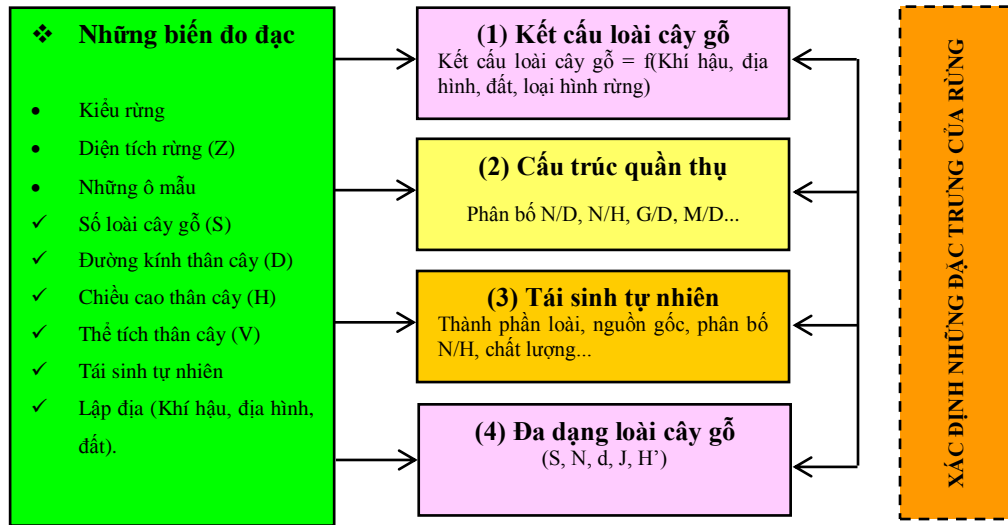 ❖ Những biến đo đạc
• Kiểu rừng
• Diện tích rừng (Z)
• Những ô mẫu
✓ Số loài cây gỗ (S)
✓ Đường kính thân cây (D)
✓ Chiều cao thân cây (H)
✓ Thể tích thân cây (V)
✓ Tái sinh tự nhiên
✓ Lập địa (Khí hậu, địa hình,
đất).
(1) Kết cấu loài cây gỗ
Kết cấu loài cây gỗ = f(Khí hậu, địa
hình, đất, loại hình rừng)
(2) Cấu trúc quần thụ
Phân bố N/D, N/H, G/D, M/D...
(3) Tái sinh tự nhiên
Thành phần loài, nguồn gốc, phân bố
N/H, chất lượng...
(4) Đa dạng loài cây gỗ
(S, N, d, J, H’)
XÁC ĐỊNH NHỮNG ĐẶC TRƯNG CỦA RỪNG